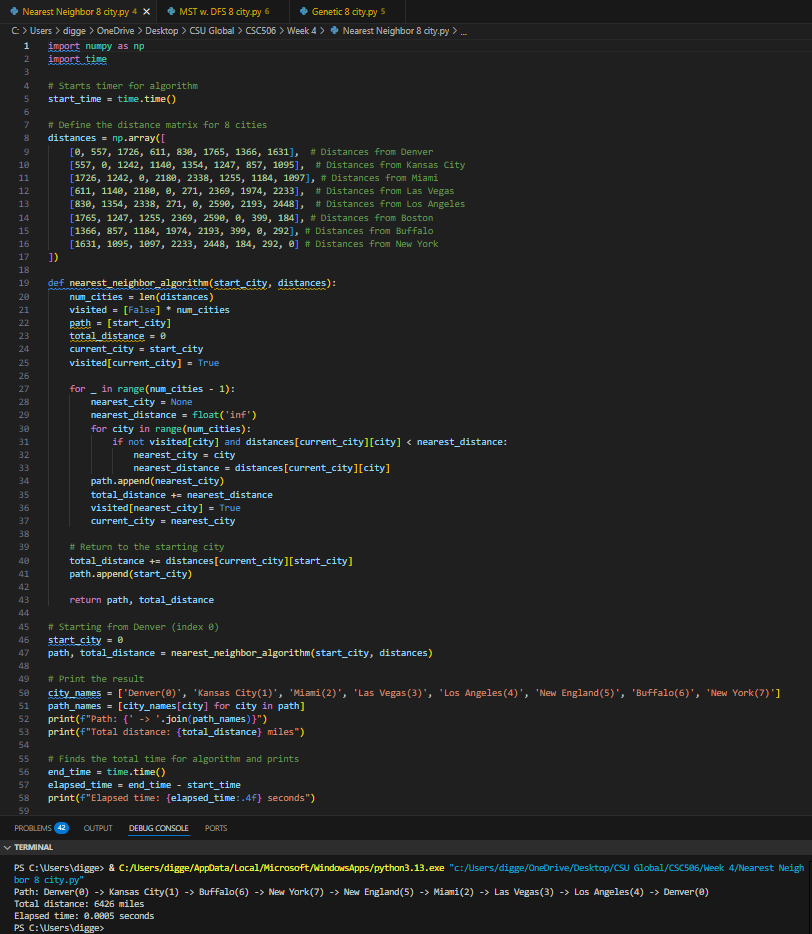 Nearest Neighbor 8 city.py 4 ✕ MST w. DFS 8 city.py 6 Genetic 8 city.py 5
C: > Users > digge > OneDrive > Desktop > CSU Global > CSC506 > Week 4 > Nearest Neighbor 8 city.py > ...
1 import numpy as np
2 import time
3
4 # Starts timer for algorithm
5 start_time = time.time()
6
7 # Define the distance matrix for 8 cities
8 distances = np.array([
9     [0, 557, 1726, 611, 830, 1765, 1366, 1631],  # Distances from Denver
10     [557, 0, 1242, 1140, 1354, 1247, 857, 1095],  # Distances from Kansas City
11     [1726, 1242, 0, 2180, 2338, 1255, 1184, 1097], # Distances from Miami
12     [611, 1140, 2180, 0, 271, 2369, 1974, 2233],  # Distances from Las Vegas
13     [830, 1354, 2338, 271, 0, 2590, 2193, 2448],  # Distances from Los Angeles
14     [1765, 1247, 1255, 2369, 2590, 0, 399, 184], # Distances from Boston
15     [1366, 857, 1184, 1974, 2193, 399, 0, 292], # Distances from Buffalo
16     [1631, 1095, 1097, 2233, 2448, 184, 292, 0] # Distances from New York
17 ])
18
19 def nearest_neighbor_algorithm(start_city, distances):
20     num_cities = len(distances)
21     visited = [False] * num_cities
22     path = [start_city]
23     total_distance = 0
24     current_city = start_city
25     visited[current_city] = True
26
27     for _ in range(num_cities - 1):
28         nearest_city = None
29         nearest_distance = float('inf')
30         for city in range(num_cities):
31             if not visited[city] and distances[current_city][city] < nearest_distance:
32                 nearest_city = city
33                 nearest_distance = distances[current_city][city]
34         path.append(nearest_city)
35         total_distance += nearest_distance
36         visited[nearest_city] = True
37         current_city = nearest_city
38
39     # Return to the starting city
40     total_distance += distances[current_city][start_city]
41     path.append(start_city)
42
43     return path, total_distance
44
45 # Starting from Denver (index 0)
46 start_city = 0
47 path, total_distance = nearest_neighbor_algorithm(start_city, distances)
48
49 # Print the result
50 city_names = ['Denver(0)', 'Kansas City(1)', 'Miami(2)', 'Las Vegas(3)', 'Los Angeles(4)', 'New England(5)', 'Buffalo(6)', 'New York(7)']
51 path_names = [city_names[city] for city in path]
52 print(f"Path: {' -> '.join(path_names)}")
53 print(f"Total distance: {total_distance} miles")
54
55 # Finds the total time for algorithm and prints
56 end_time = time.time()
57 elapsed_time = end_time - start_time
58 print(f"Elapsed time: {elapsed_time:.4f} seconds")
59
PROBLEMS 42 OUTPUT DEBUG CONSOLE PORTS
TERMINAL
PS C:\Users\digge> & C:/Users/digge/AppData/Local/Microsoft/WindowsApps/python3.13.exe "c:/Users/digge/OneDrive/Desktop/CSU Global/CSC506/Week 4/Nearest Neigh
bor 8 city.py"
Path: Denver(0) -> Kansas City(1) -> Buffalo(6) -> New York(7) -> New England(5) -> Miami(2) -> Las Vegas(3) -> Los Angeles(4) -> Denver(0)
Total distance: 6426 miles
Elapsed time: 0.0005 seconds
PS C:\Users\digge>